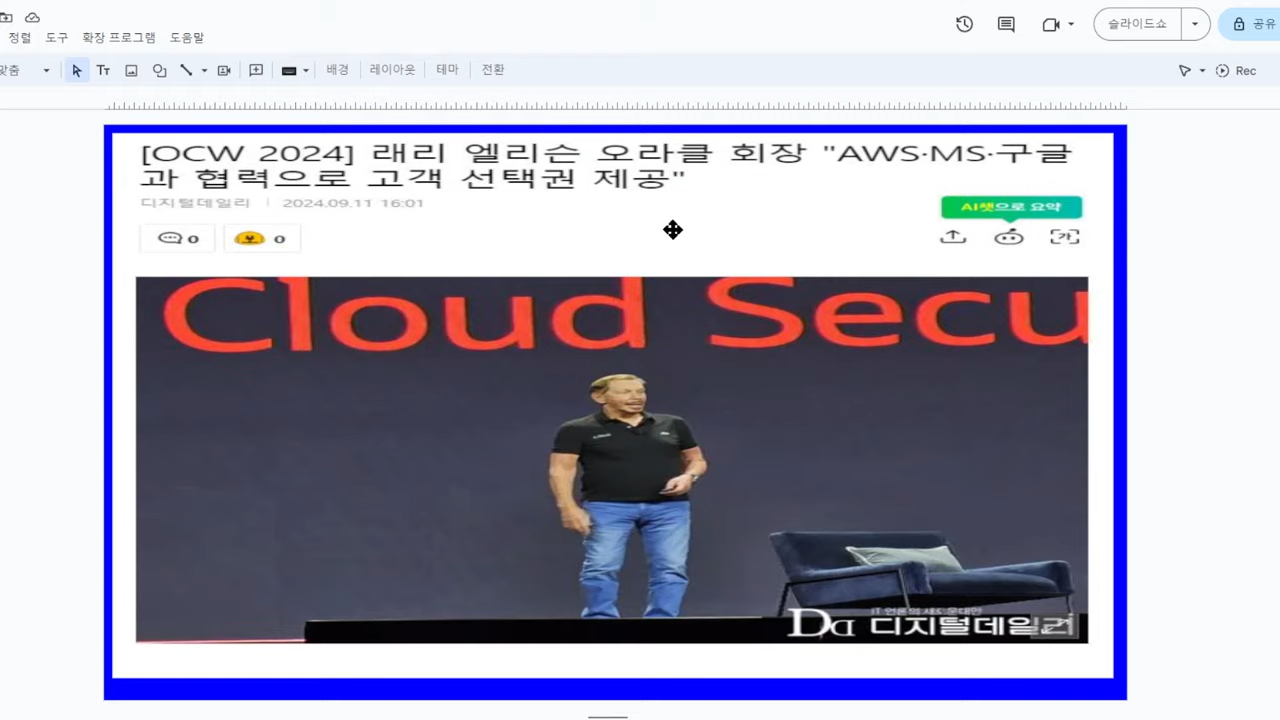 정렬 도구 확장 프로그램 도움말
슬라이드쇼
공유
맞춤
Tт
배경
레이아웃
테마
전환
Rec
[OCW 2024] 래리 엘리슨 오라클 회장 "AWS·MS·구글
과 협력으로 고객 선택권 제공"
디지털데일리 2024.09.11 16:01
AI챗으로 요약
0 0
가
Cloud Secu
디지털데일리